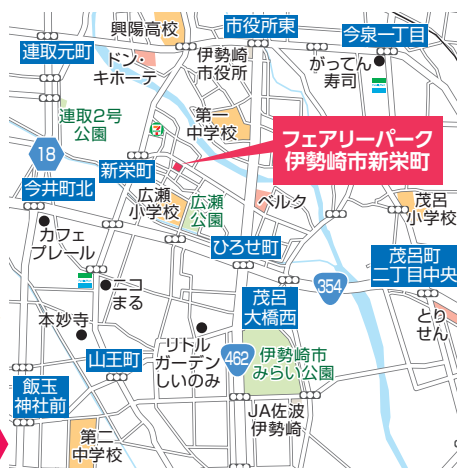 興陽高校
市役所東
今泉一丁目
連取元町
ドン・
キホーテ
伊勢崎
市役所
がってん
寿司
連取2号
公園
第一
中学校
7
フェアリーパーク
伊勢崎市新栄町
18
新栄町
今井町北
広瀬
小学校
広瀬
公園
ベルク
茂呂
小学校
カフェ
プレール
ひろせ町
茂呂町
二丁目中央
ニコ
まる
茂呂
大橋西
354
とり
せん
本妙寺
リトル
ガーデン
しいのみ
山王町
462
伊勢崎市
みらい公園
飯玉
神社前
JA佐波
伊勢崎
第二
中学校